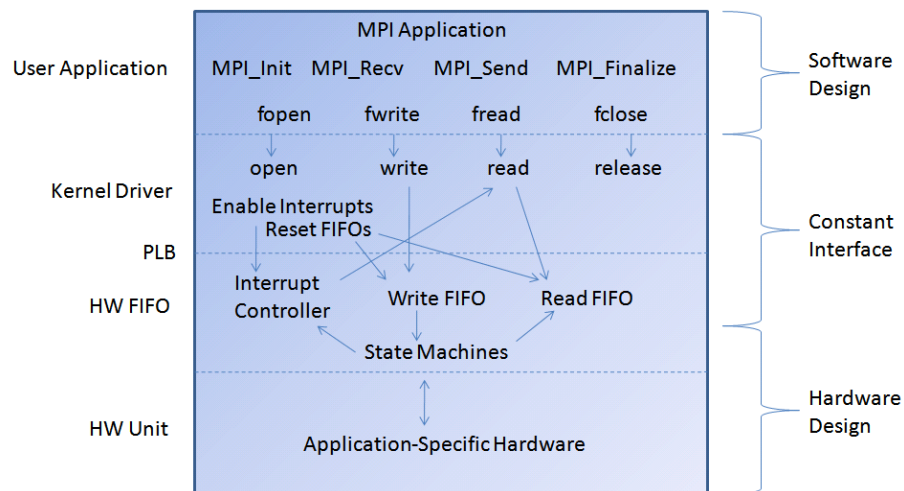 MPI Application
User Application
MPI_Init MPI_Recv MPI_Send MPI_Finalize
Software
Design
fopen fwrite fread fclose
open write read release
Kernel Driver
Enable Interrupts
Reset FIFOs
Constant
Interface
PLB
Interrupt
Controller
HW FIFO
Write FIFO
Read FIFO
State Machines
Hardware
Design
HW Unit
Application-Specific Hardware